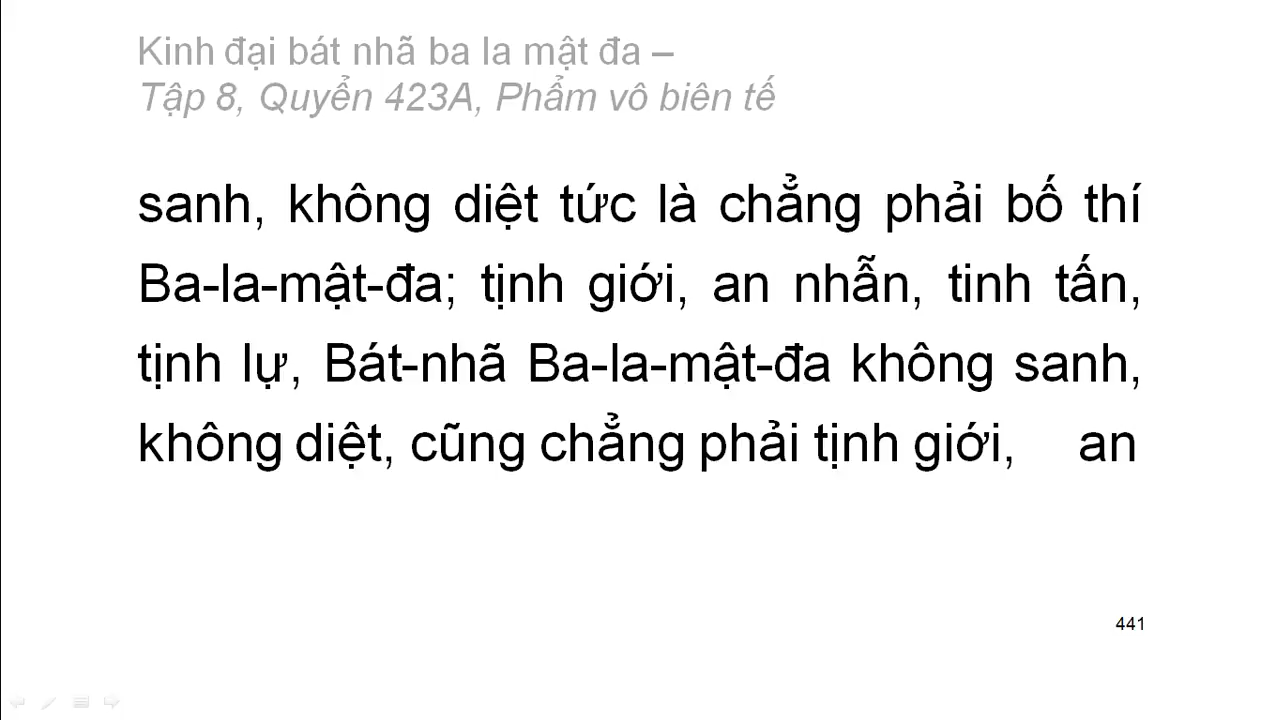 Kinh đại bát nhã ba la mật đa –
Tập 8, Quyển 423A, Phẩm vô biên tế
sanh, không diệt tức là chẳng phải bố thí
Ba-la-mật-đa; tịnh giới, an nhẫn, tinh tấn,
tịnh lự, Bát-nhã Ba-la-mật-đa không sanh,
không diệt, cũng chẳng phải tịnh giới, an
441